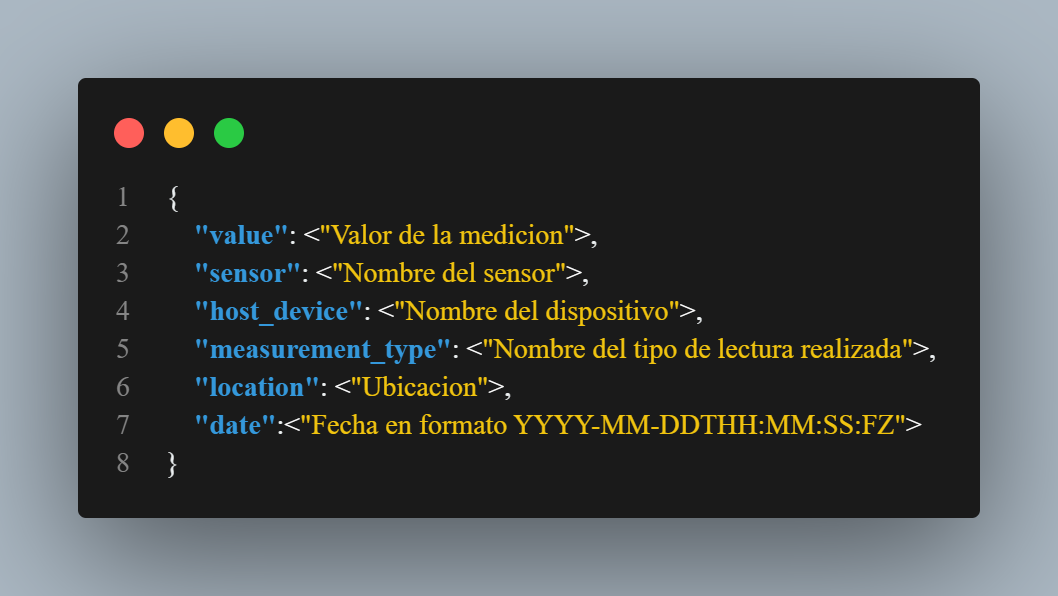 1 {
2 "value": <"Valor de la medicion">,
3 "sensor": <"Nombre del sensor">,
4 "host_device": <"Nombre del dispositivo">,
5 "measurement_type": <"Nombre del tipo de lectura realizada">,
6 "location": <"Ubicacion">,
7 "date":<"Fecha en formato YYYY-MM-DDTHH:MM:SS:FZ">
8 }